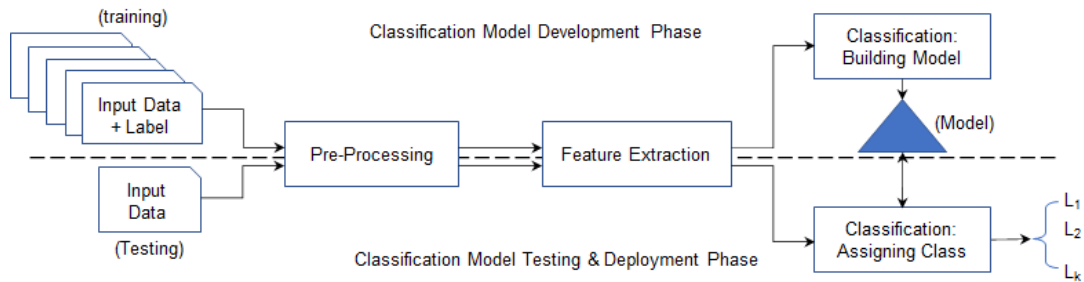 (training)
Classification Model Development Phase
Classification:
Building Model
Input Data
+ Label
(Model)
Pre-Processing
Feature Extraction
Input
Data
(Testing)
Classification:
Assigning Class
L1
L2
Lk
Classification Model Testing & Deployment Phase